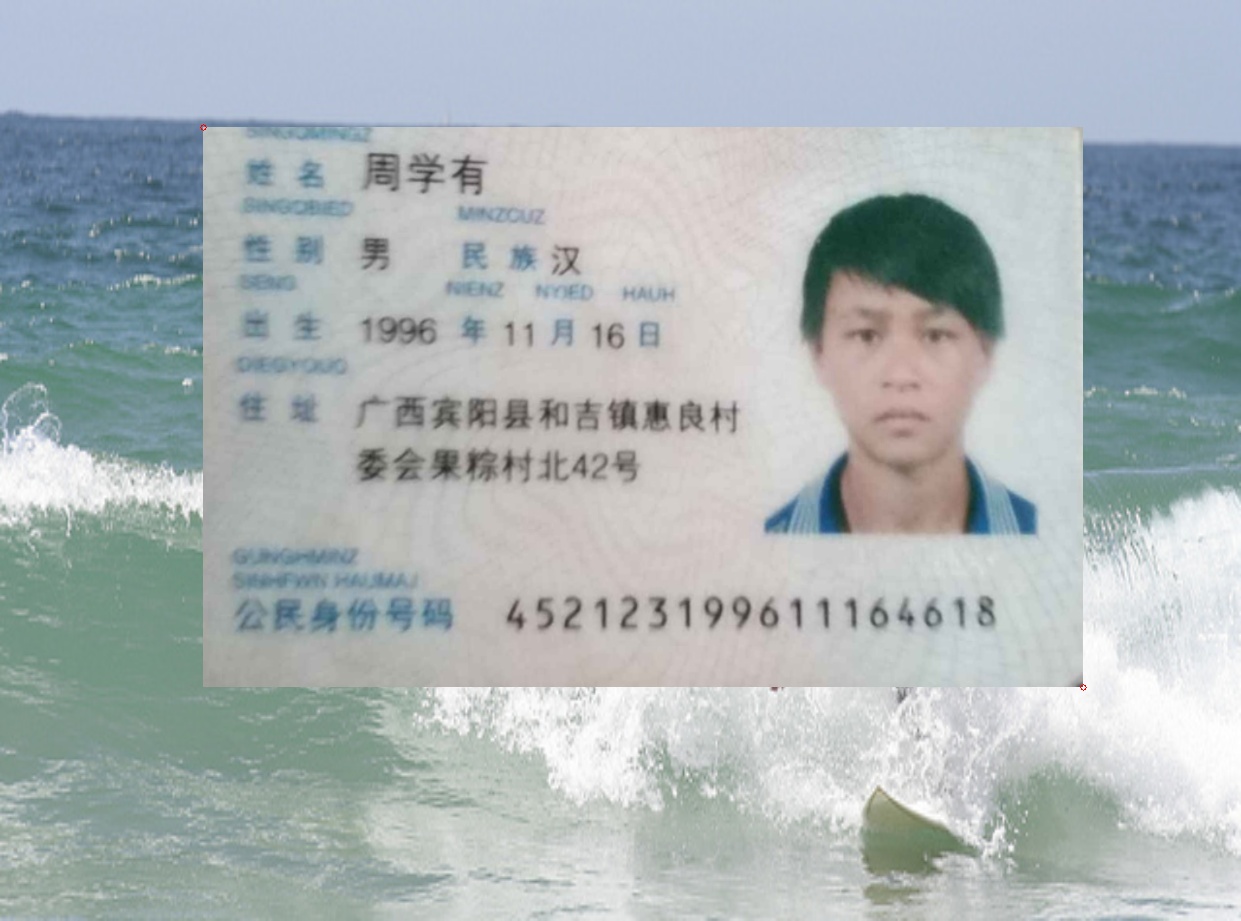 SINGQMINGZ
姓 名 周学有
SINGQBIED MINZCUZ
性 别 男 民 族 汉
SENG NIENZ NYIED HAUH
出 生 1996 年 11 月 16 日
DIEGYOUQ
住 址 广西宾阳县和吉镇惠良村
委会果粽村北42号
GUNGHMINZ
SINHFWN HAUMAJ
公民身份号码 452123199611164618